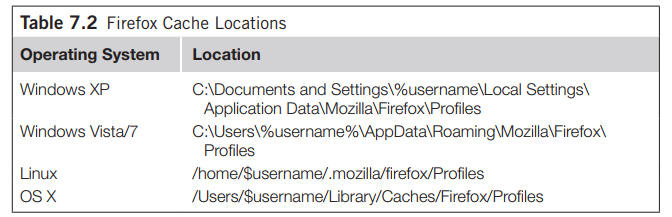 Table 7.2 Firefox Cache Locations
Operating System Location
Windows XP C:\Documents and Settings\%username\Local Settings\
Application Data\Mozilla\Firefox\Profiles
Windows Vista/7 C:\Users\%username%\AppData\Roaming\Mozilla\Firefox\
Profiles
Linux /home/$username/.mozilla/firefox/Profiles
OS X /Users/$username/Library/Caches/Firefox/Profiles